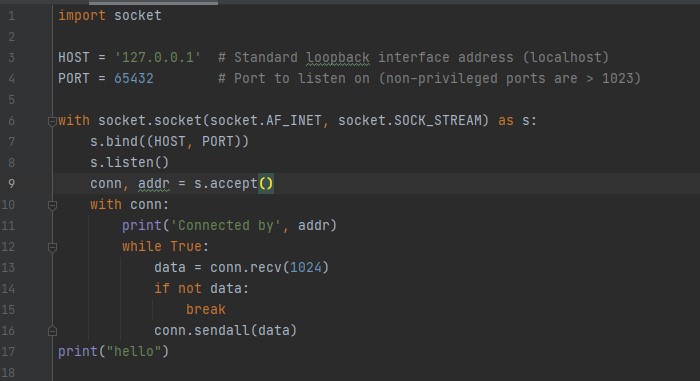 1 import socket
2
3 HOST = '127.0.0.1'  # Standard loopback interface address (localhost)
4 PORT = 65432        # Port to listen on (non-privileged ports are > 1023)
5
6 with socket.socket(socket.AF_INET, socket.SOCK_STREAM) as s:
7     s.bind((HOST, PORT))
8     s.listen()
9     conn, addr = s.accept()
10     with conn:
11         print('Connected by', addr)
12         while True:
13             data = conn.recv(1024)
14             if not data:
15                 break
16             conn.sendall(data)
17 print("hello")
18